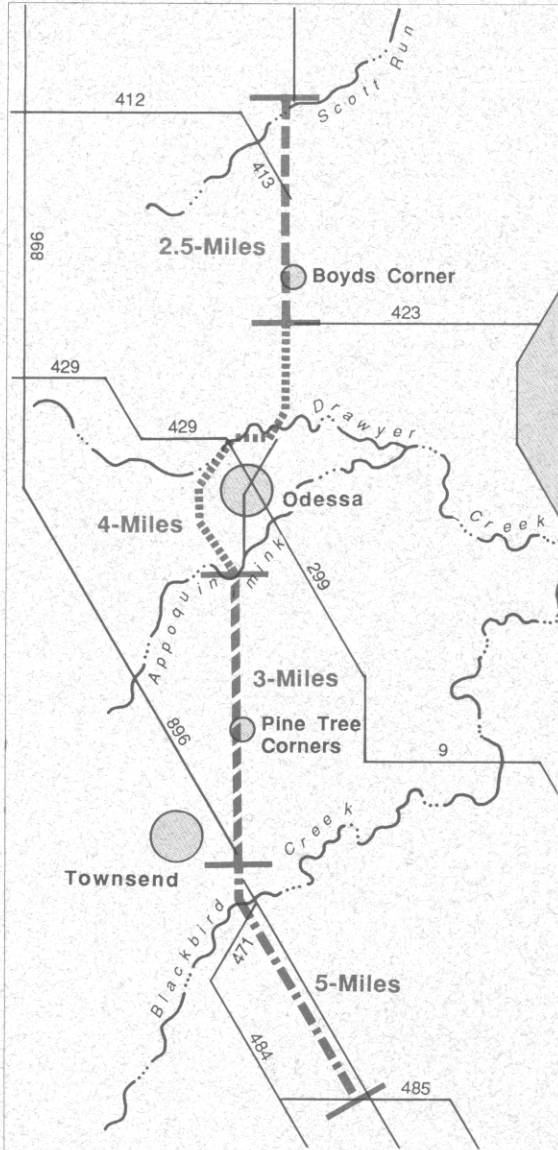 Scott Run
412
413
896
2.5-Miles
Boyds Corner
423
429
429
Drawyer
Creek
Odessa
4-Miles
Appoquinimink
299
3-Miles
896
Pine Tree
Corners
9
Creek
Townsend
Blackbird
471
5-Miles
484
485